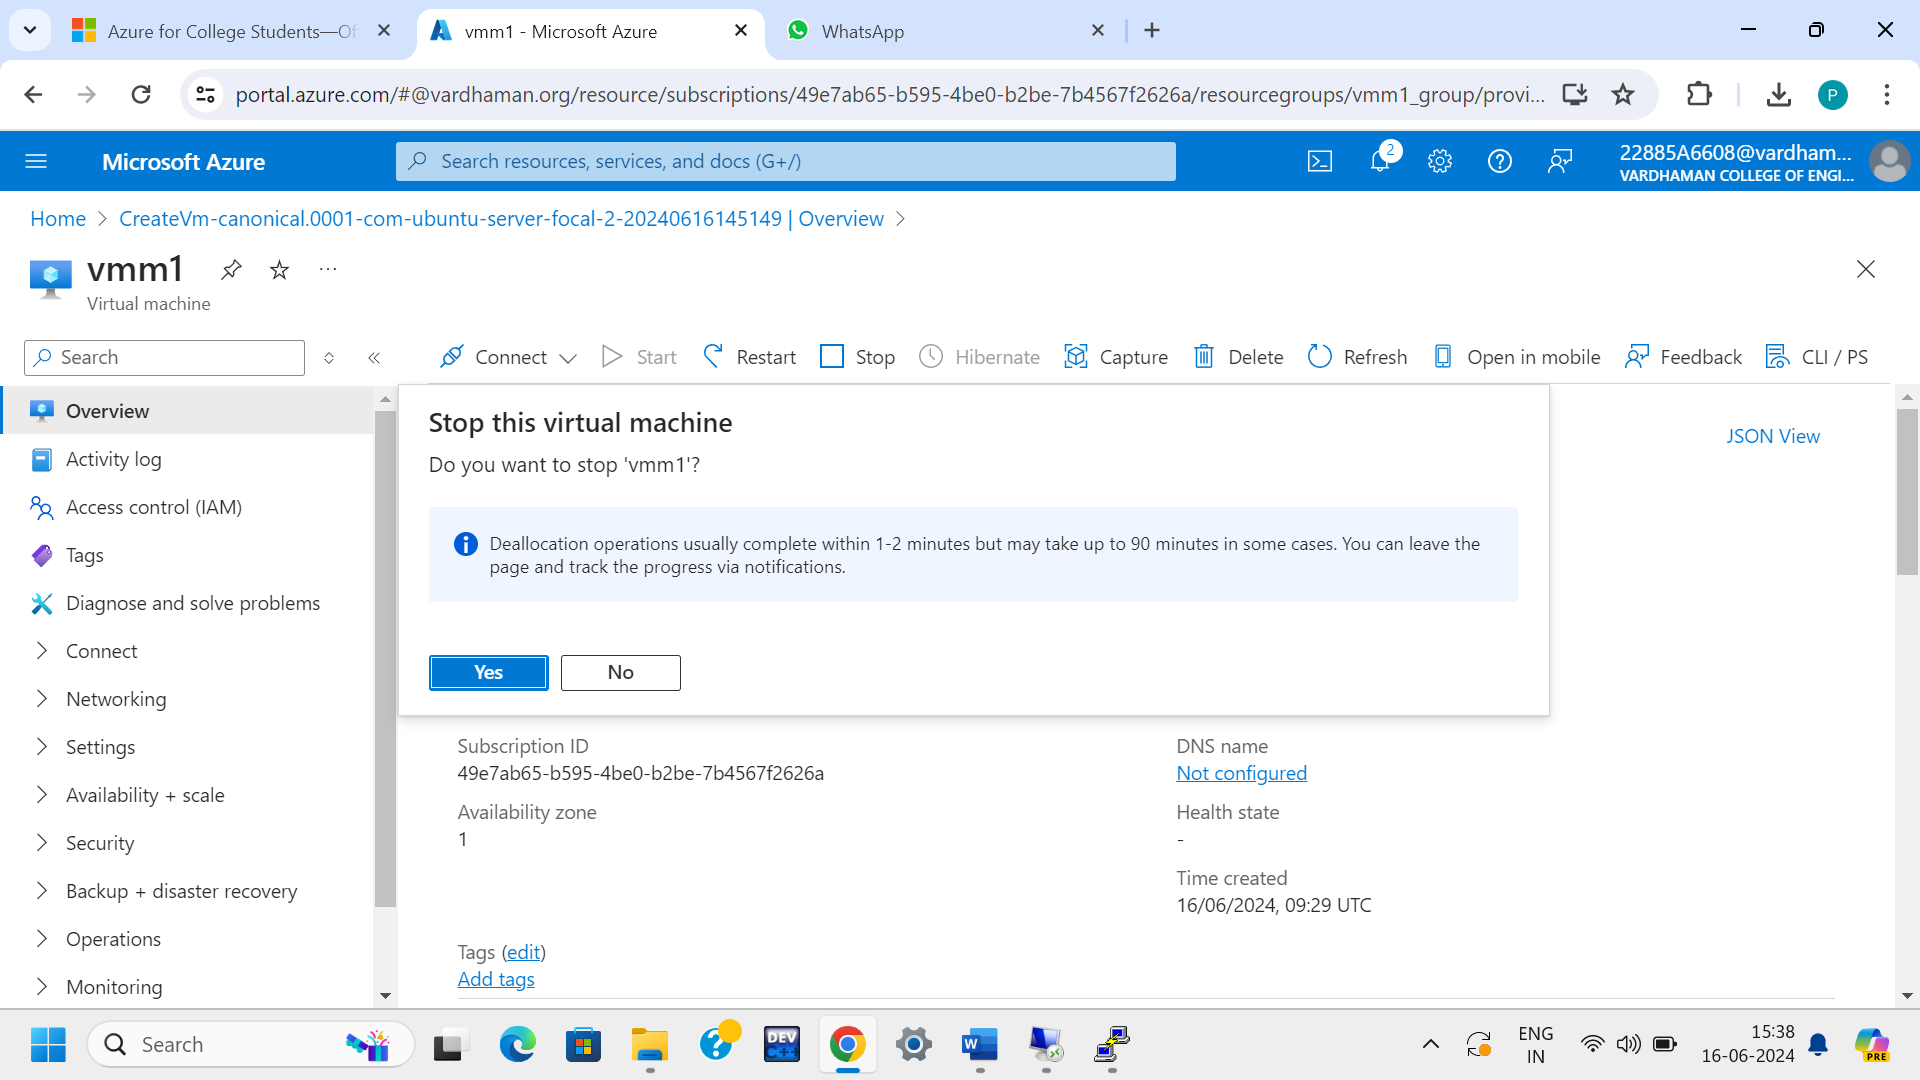 Azure for College Students—Of
vmm1 - Microsoft Azure
WhatsApp
portal.azure.com/#@vardhaman.org/resource/subscriptions/49e7ab65-b595-4be0-b2be-7b4567f2626a/resourcegroups/vmm1_group/provi...
P
Microsoft Azure
Search resources, services, and docs (G+/)
2
22885A6608@vardham...
VARDHAMAN COLLEGE OF ENGI...
Home
CreateVm-canonical.0001-com-ubuntu-server-focal-2-20240616145149 | Overview
vmm1
Virtual machine
Search
Connect
Start
Restart
Stop
Hibernate
Capture
Delete
Refresh
Open in mobile
Feedback
CLI / PS
Overview
Activity log
Access control (IAM)
Tags
Diagnose and solve problems
Connect
Networking
Settings
Availability + scale
Security
Backup + disaster recovery
Operations
Monitoring
Stop this virtual machine
Do you want to stop 'vmm1'?
Deallocation operations usually complete within 1-2 minutes but may take up to 90 minutes in some cases. You can leave the
page and track the progress via notifications.
Yes
No
JSON View
Subscription ID
49e7ab65-b595-4be0-b2be-7b4567f2626a
Availability zone
1
DNS name
Not configured
Health state
-
Time created
16/06/2024, 09:29 UTC
Tags (edit)
Add tags
Search
DEV
C++
W
ENG
IN
15:38
16-06-2024
PRE